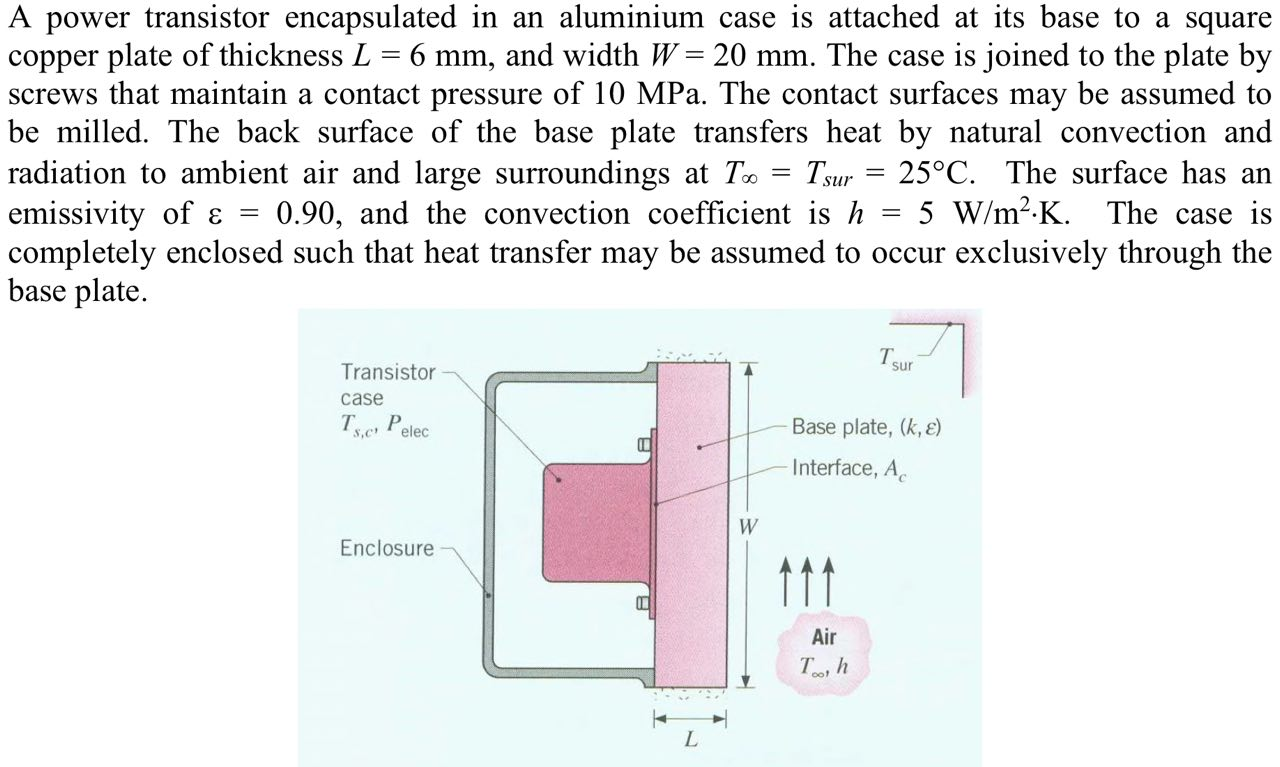 A power transistor encapsulated in an aluminium case is attached at its base to a square
copper plate of thickness L = 6 mm, and width W = 20 mm. The case is joined to the plate by
screws that maintain a contact pressure of 10 MPa. The contact surfaces may be assumed to
be milled. The back surface of the base plate transfers heat by natural convection and
radiation to ambient air and large surroundings at T∞ = Tsur = 25°C. The surface has an
emissivity of ε = 0.90, and the convection coefficient is h = 5 W/m²·K. The case is
completely enclosed such that heat transfer may be assumed to occur exclusively through the
base plate.
Tsur
Transistor
case
Ts,c, Pelec
Base plate, (k, ε)
Interface, Ac
W
Enclosure
Air
T∞, h
L